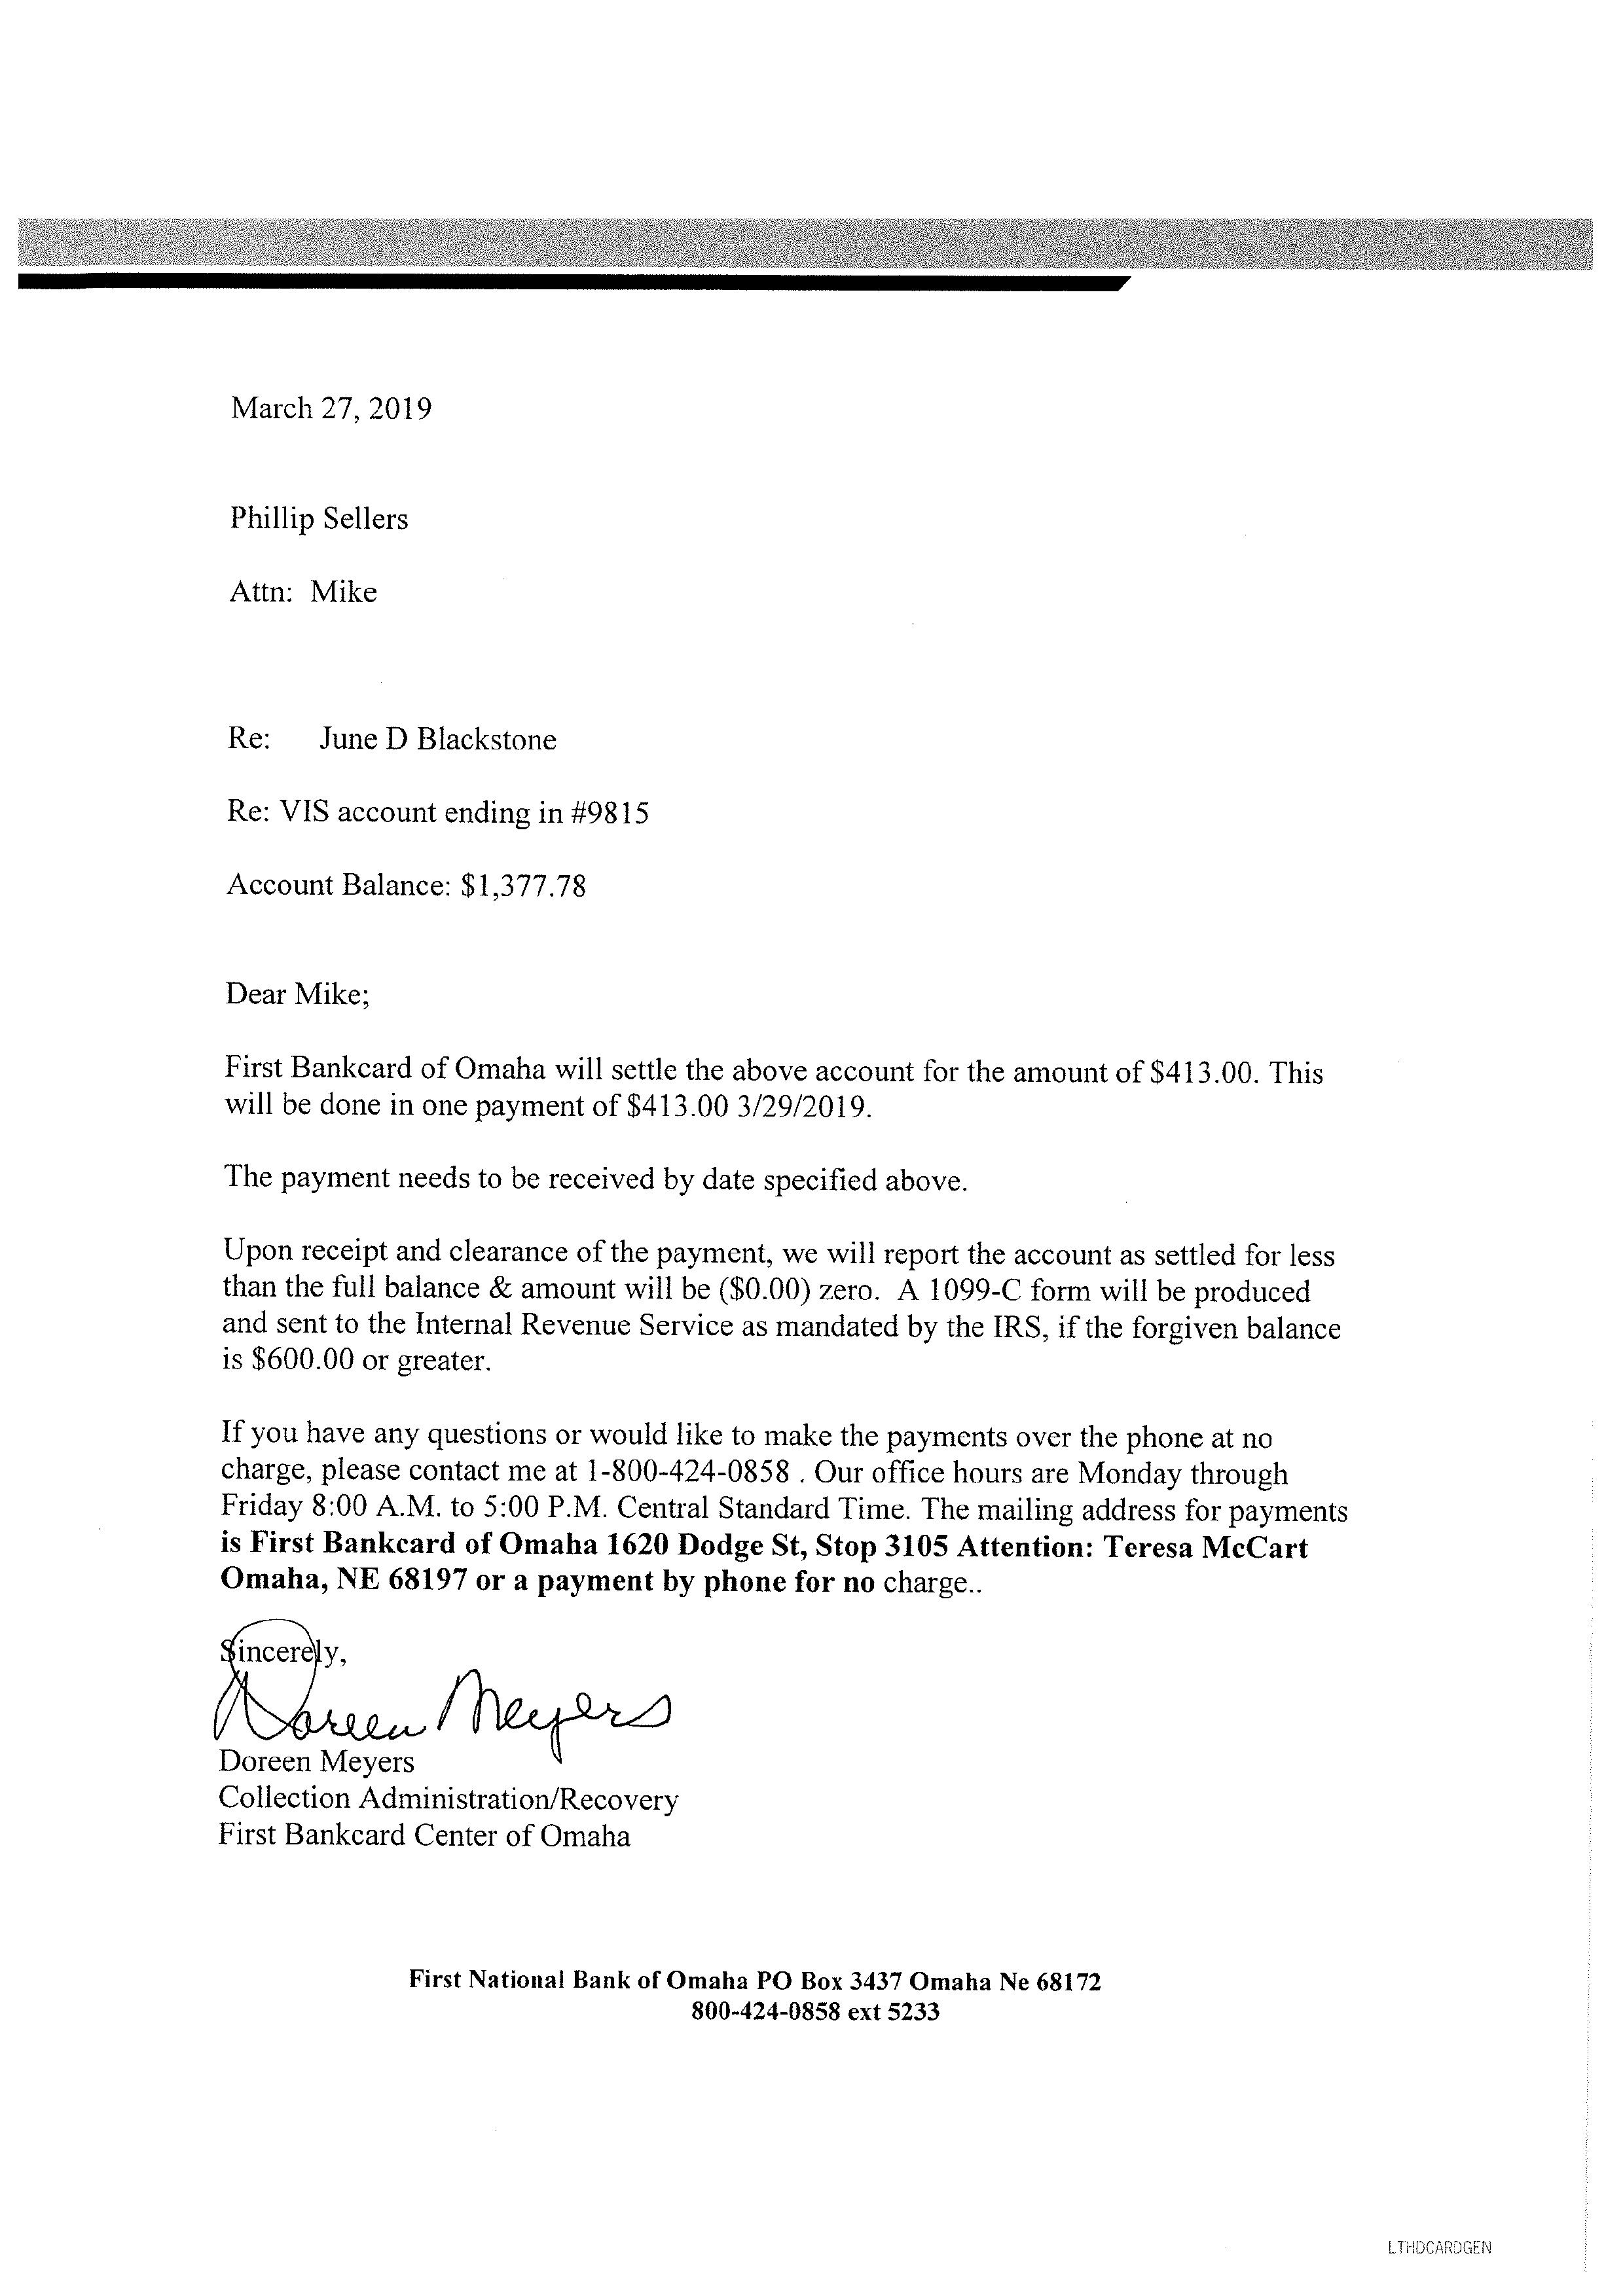 March 27, 2019
Phillip Sellers
Attn: Mike
Re: June D Blackstone
Re: VIS account ending in #9815
Account Balance: $1,377.78
Dear Mike;
First Bankcard of Omaha will settle the above account for the amount of $413.00. This
will be done in one payment of $413.00 3/29/2019.
The payment needs to be received by date specified above.
Upon receipt and clearance of the payment, we will report the account as settled for less
than the full balance & amount will be ($0.00) zero. A 1099-C form will be produced
and sent to the Internal Revenue Service as mandated by the IRS, if the forgiven balance
is $600.00 or greater.
If you have any questions or would like to make the payments over the phone at no
charge, please contact me at 1-800-424-0858 . Our office hours are Monday through
Friday 8:00 A.M. to 5:00 P.M. Central Standard Time. The mailing address for payments
is First Bankcard of Omaha 1620 Dodge St, Stop 3105 Attention: Teresa McCart
Omaha, NE 68197 or a payment by phone for no charge..
Sincerely,
Doreen Meyers
Doreen Meyers
Collection Administration/Recovery
First Bankcard Center of Omaha
First National Bank of Omaha PO Box 3437 Omaha Ne 68172
800-424-0858 ext 5233
LTHDCARDGEN